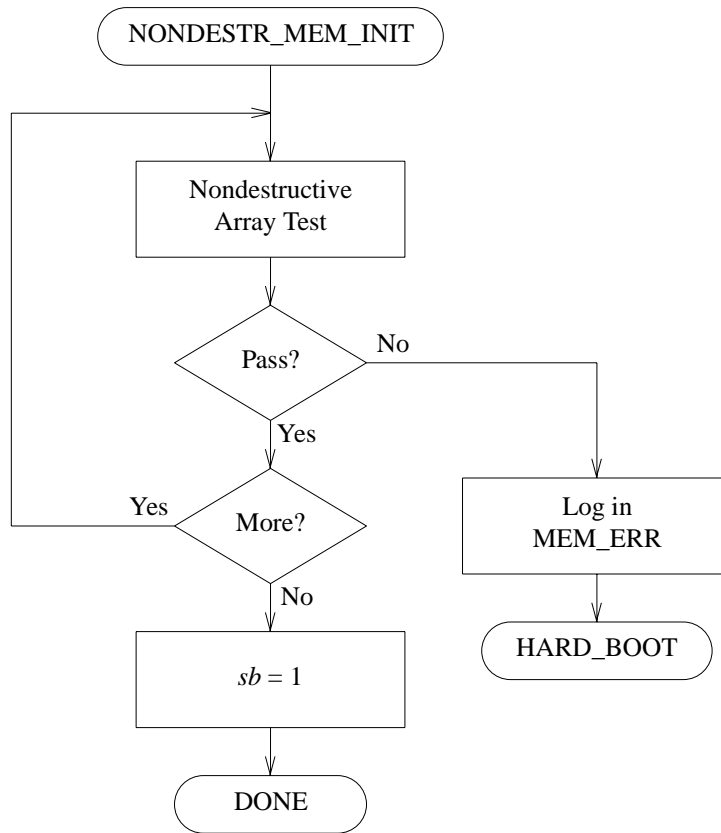 NONDESTR_MEM_INIT
Nondestructive
Array Test
Pass?
No
Yes
Yes
More?
Log in
MEM_ERR
No
HARD_BOOT
sb = 1
DONE